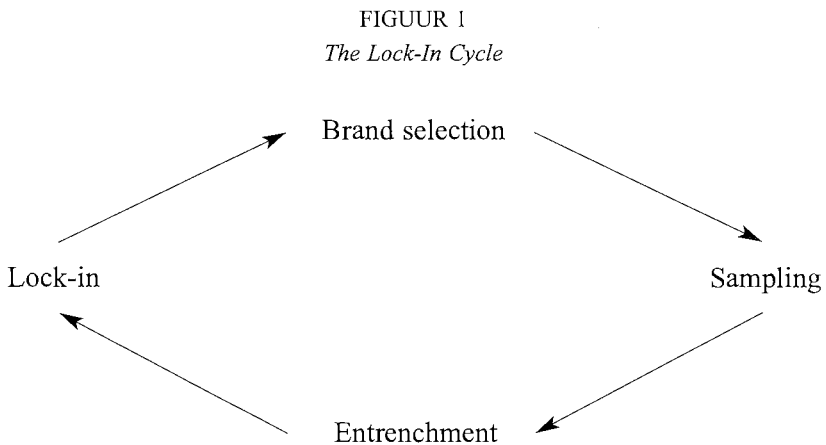 FIGUUR 1
The Lock-In Cycle
Brand selection
Lock-in
Sampling
Entrenchment